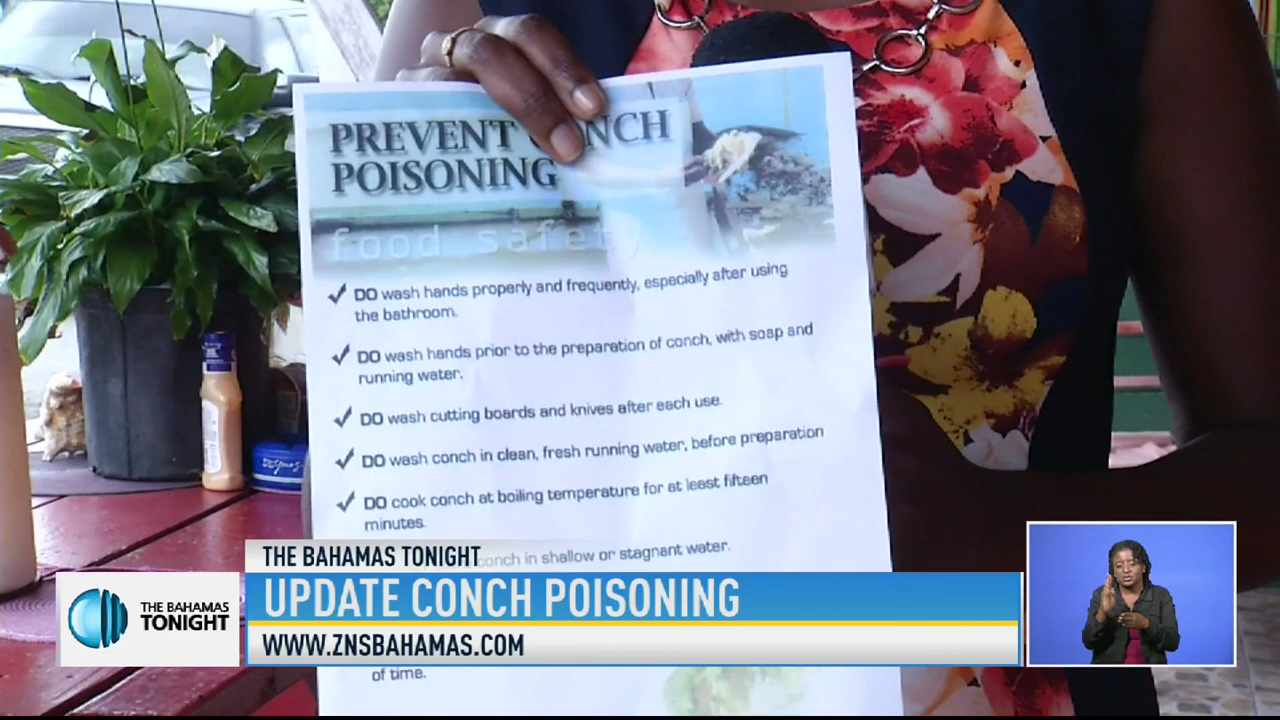 PREVENT CONCH
POISONING
food safety
DO wash hands properly and frequently, especially after using
the bathroom.
DO wash hands prior to the preparation of conch, with soap and
running water.
DO wash cutting boards and knives after each use.
DO wash conch in clean, fresh running water, before preparation
DO cook conch at boiling temperature for at least fifteen
minutes.
conch in shallow or stagnant water.
THE BAHAMAS TONIGHT
UPDATE CONCH POISONING
THE BAHAMAS
TONIGHT
WWW.ZNSBAHAMAS.COM
of time.